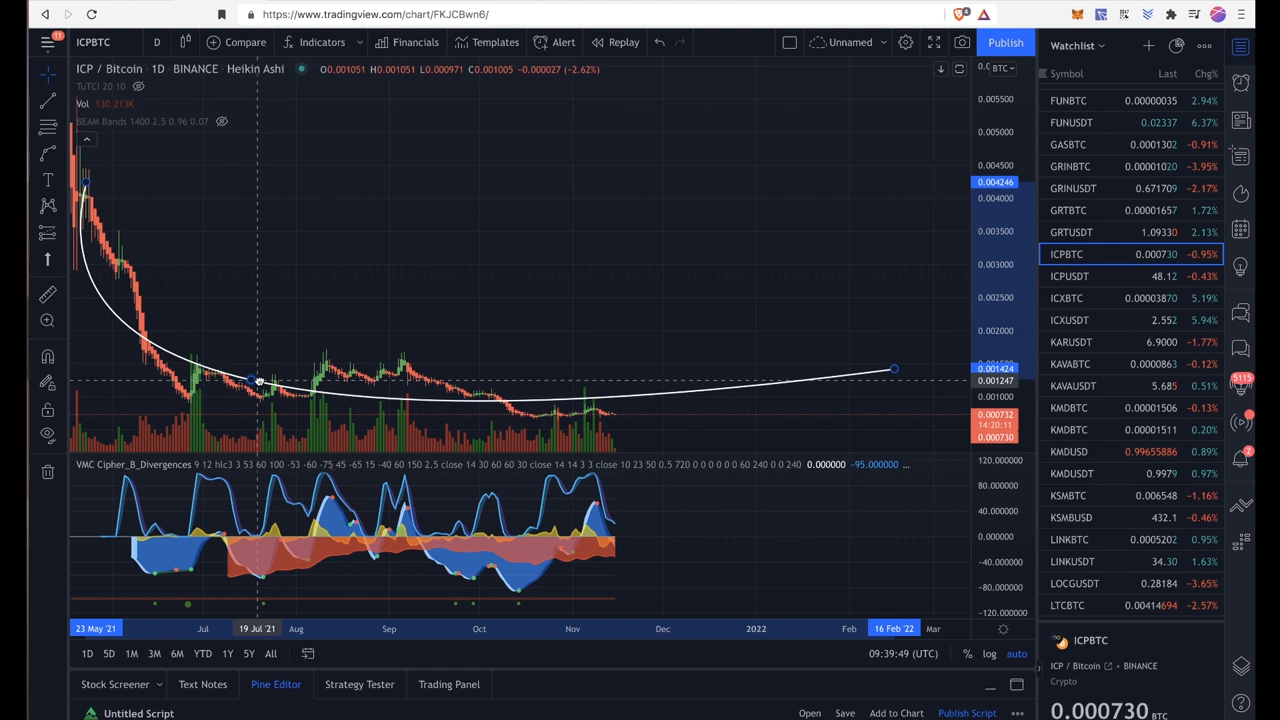 https://www.tradingview.com/chart/FKJCBwn6/
4
11
ICPBTC
D
Compare
Indicators
Financials
Templates
Alert
Replay
Unnamed
Publish
Watchlist
ICP / Bitcoin · 1D · BINANCE · Heikin Ashi
O0.001051 H0.001051 L0.000971 C0.001005 −0.000027 (−2.62%)
TuTCI 20 10
Vol 130.213K
BEAM Bands 1400 2.5 0.96 0.07
BTC
0.005500
0.005000
0.004500
0.004246
0.004000
0.003500
0.003000
0.002500
0.002000
0.001424
0.001247
0.001000
0.000732
14:20:11
0.000730
Symbol Last Chg%
FUNBTC 0.00000035 2.94%
FUNUSDT 0.02337 6.37%
GASBTC 0.0001302 −0.91%
GRINBTC 0.0001020 −3.95%
GRINUSDT 0.671709 −2.17%
GRTBTC 0.00001657 1.72%
GRTUSDT 1.09330 2.13%
ICPBTC 0.000730 −0.95%
ICPUSDT 48.12 −0.43%
ICXBTC 0.00003870 5.19%
ICXUSDT 2.552 5.94%
KARUSDT 6.9000 −1.77%
KAVABTC 0.0000863 −0.12%
KAVAUSDT 5.685 0.51%
KMDBTC 0.00001506 −0.13%
KMDBTC 0.00001511 0.20%
KMDUSD 0.99655886 0.89%
KMDUSDT 0.9979 0.97%
KSMBTC 0.006548 −1.16%
KSMBUSD 432.1 −0.46%
LINKBTC 0.0005202 0.95%
LINKUSDT 34.30 1.63%
LOCGUSDT 0.28184 −3.65%
LTCBTC 0.00414694 −2.57%
5115
2
VMC Cipher_B_Divergences 9 12 hlc3 3 53 60 100 -53 -60 -75 45 -65 15 -40 60 150 2.5 close 14 30 60 60 30 close 14 14 3 3 close 10 23 50 0.5 720 0 0 0 0 0 60 240 0 0 240 0.000000 −95.000000 ...
120.000000
80.000000
40.000000
0.000000
−40.000000
−80.000000
−120.000000
23 May '21
Jul
19 Jul '21
Aug
Sep
Oct
Nov
Dec
2022
Feb
16 Feb '22
Mar
1D 5D 1M 3M 6M YTD 1Y 5Y All
09:39:49 (UTC)
% log auto
Stock Screener
Text Notes
Pine Editor
Strategy Tester
Trading Panel
Untitled Script
Open Save Add to Chart Publish Script
ICPBTC
ICP / Bitcoin · BINANCE
Crypto
0.000730 BTC